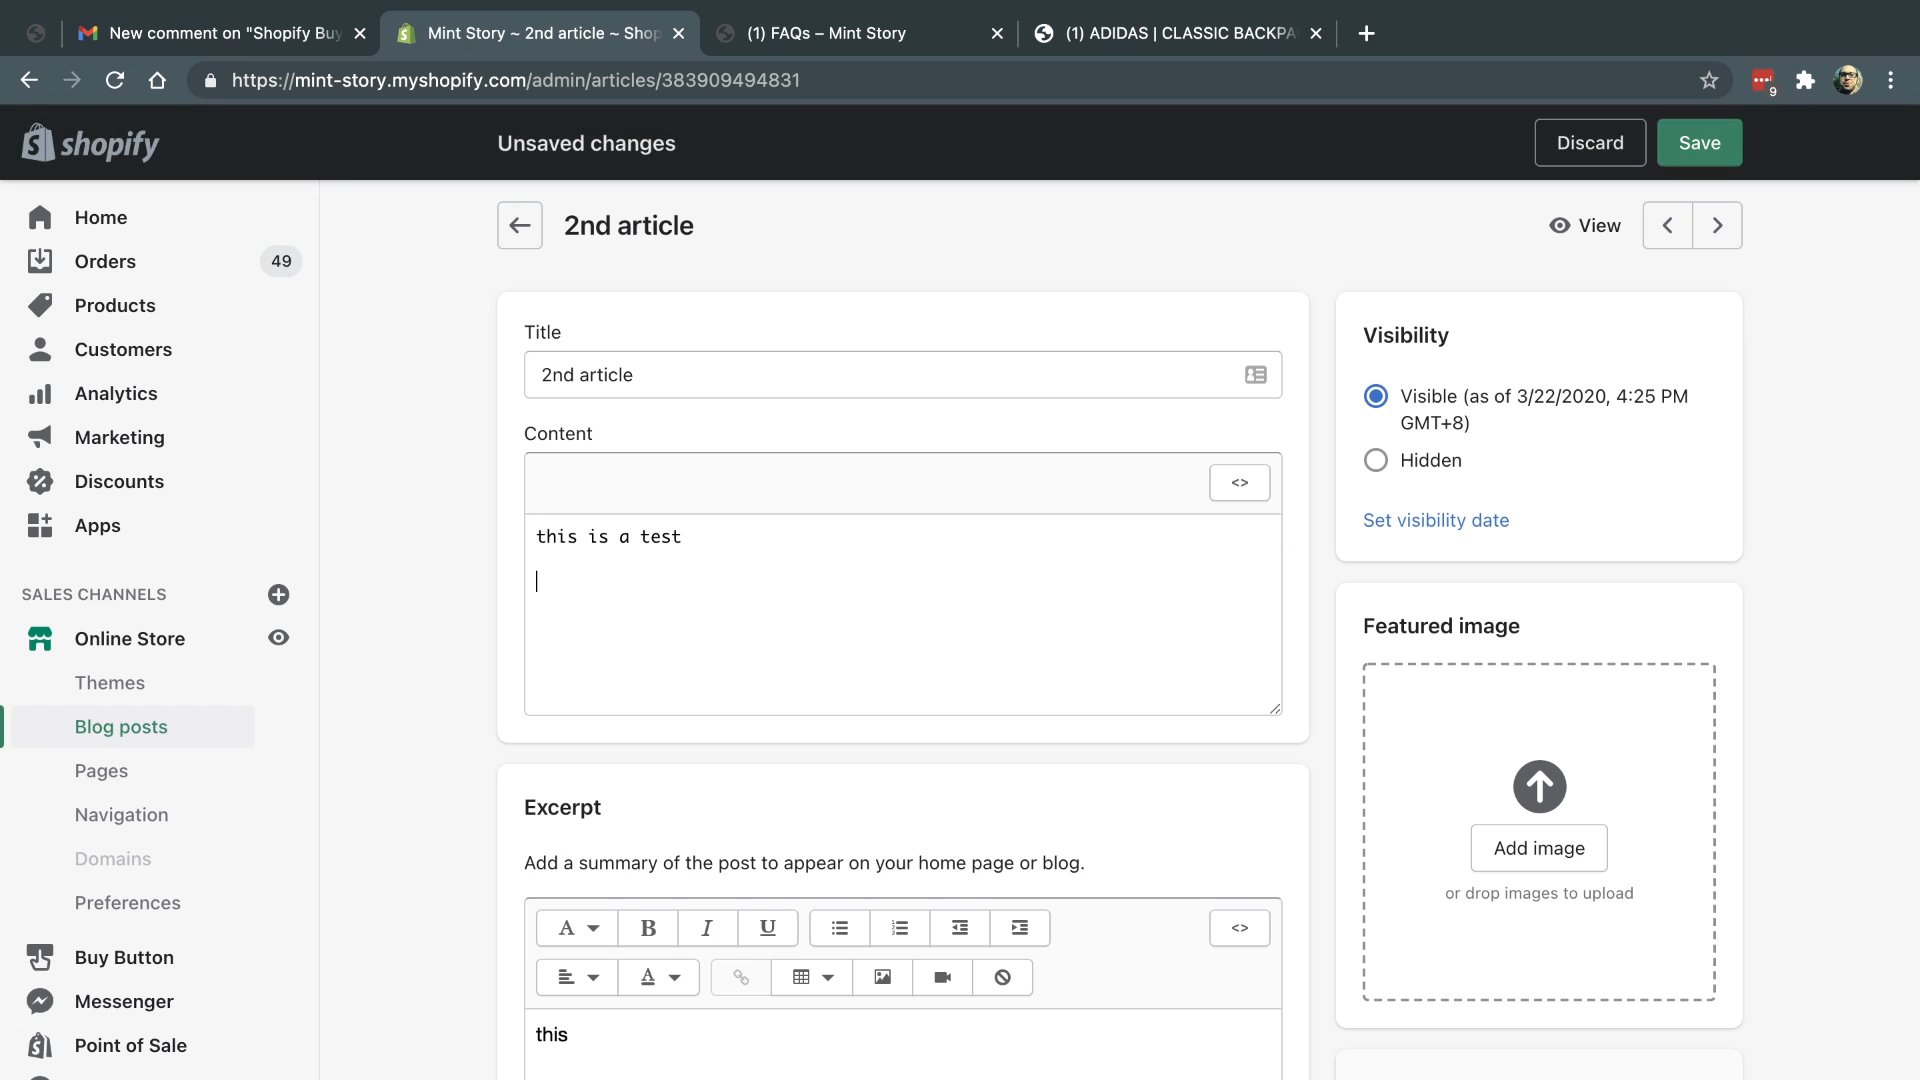 New comment on "Shopify Buy
Mint Story ~ 2nd article ~ Shop
(1) FAQs – Mint Story
(1) ADIDAS | CLASSIC BACKPA
https://mint-story.myshopify.com/admin/articles/383909494831
9
shopify
Unsaved changes
Discard
Save
Home
Orders
49
Products
Customers
Analytics
Marketing
Discounts
Apps
SALES CHANNELS
Online Store
Themes
Blog posts
Pages
Navigation
Domains
Preferences
Buy Button
Messenger
Point of Sale
2nd article
View
Title
2nd article
Content
<>
this is a test
Excerpt
Add a summary of the post to appear on your home page or blog.
A B I U
<>
A
this
Visibility
Visible (as of 3/22/2020, 4:25 PM
GMT+8)
Hidden
Set visibility date
Featured image
Add image
or drop images to upload